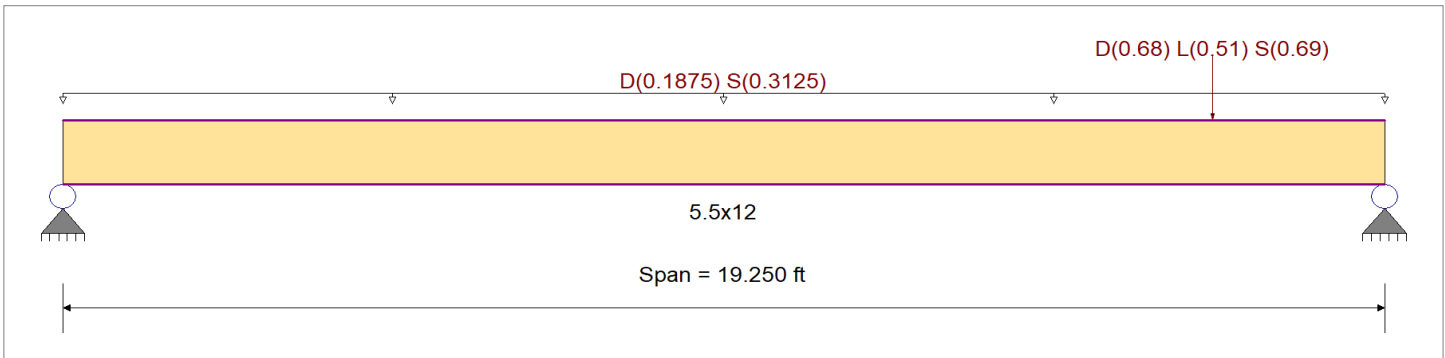 D(0.68) L(0.51) S(0.69)
D(0.1875) S(0.3125)
5.5x12
Span = 19.250 ft